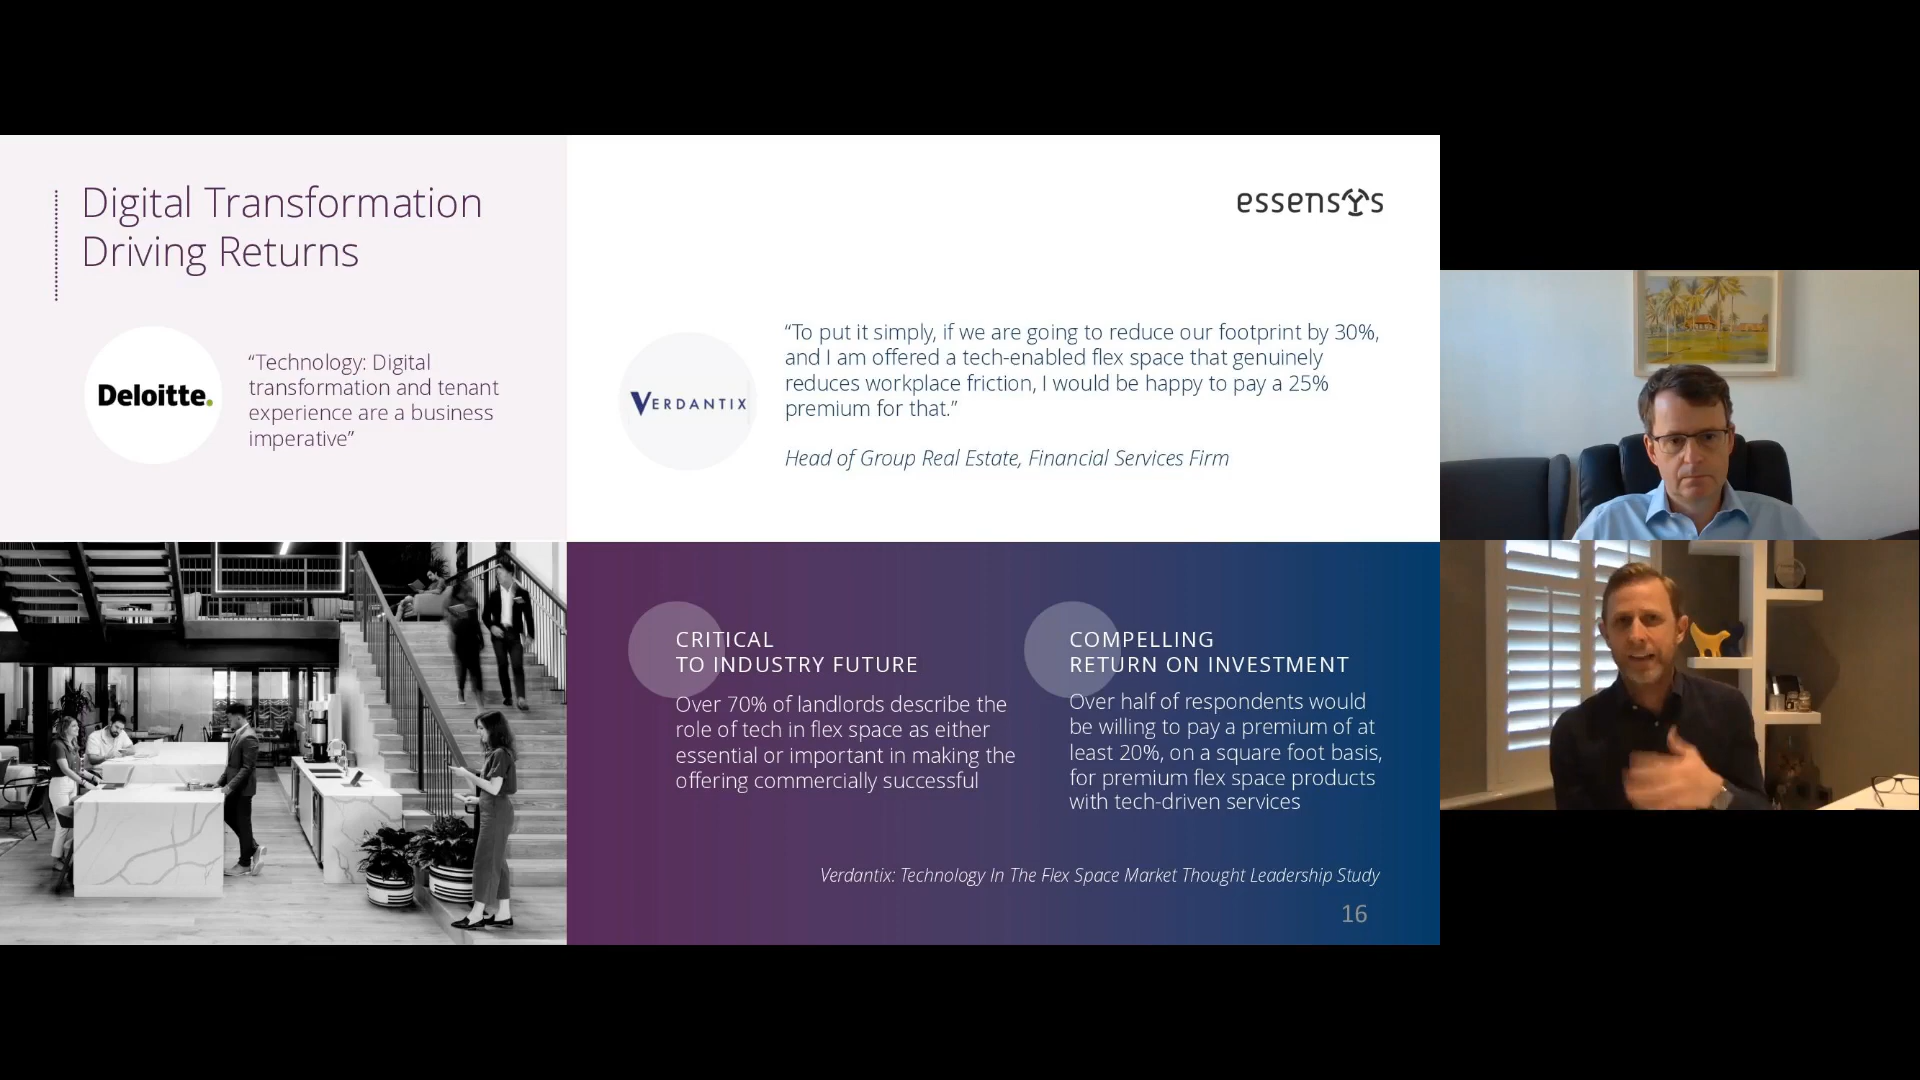 Digital Transformation
Driving Returns
essensys
Deloitte.
“Technology: Digital
transformation and tenant
experience are a business
imperative”
VERDANTIX
“To put it simply, if we are going to reduce our footprint by 30%,
and I am offered a tech-enabled flex space that genuinely
reduces workplace friction, I would be happy to pay a 25%
premium for that.”
Head of Group Real Estate, Financial Services Firm
CRITICAL
TO INDUSTRY FUTURE
Over 70% of landlords describe the
role of tech in flex space as either
essential or important in making the
offering commercially successful
COMPELLING
RETURN ON INVESTMENT
Over half of respondents would
be willing to pay a premium of at
least 20%, on a square foot basis,
for premium flex space products
with tech-driven services
Verdantix: Technology In The Flex Space Market Thought Leadership Study
16